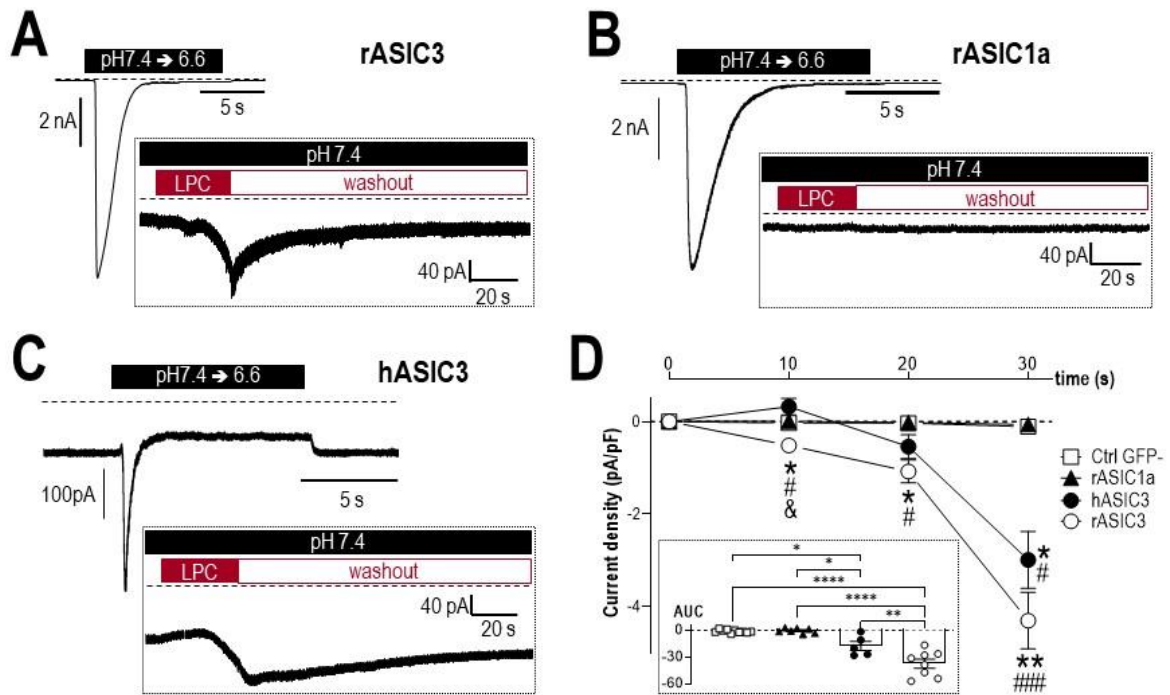 A
rASIC3
pH7.4 ➔ 6.6
5 s
2 nA
pH 7.4
LPC
washout
40 pA
20 s
B
rASIC1a
pH7.4 ➔ 6.6
5 s
2 nA
pH 7.4
LPC
washout
40 pA
20 s
C
hASIC3
pH7.4 ➔ 6.6
100pA
5 s
pH 7.4
LPC
washout
40 pA
20 s
D
0 10 20 30
time (s)
Current density (pA/pF)
0
-2
-4
*
#
&
*
#
*
#
**
###
Ctrl GFP-
rASIC1a
hASIC3
rASIC3
AUC
0
-30
-60
*
*
****
****
**